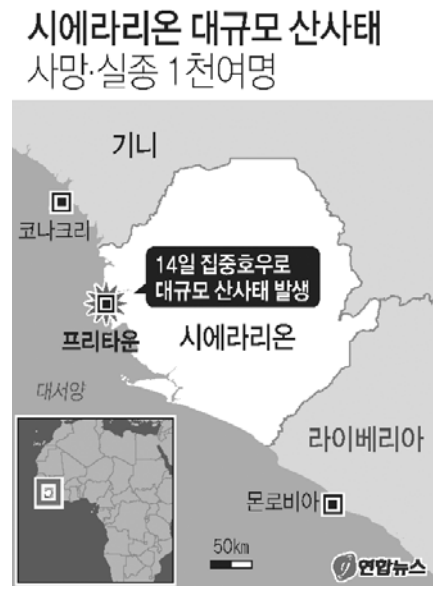 시에라리온 대규모 산사태
사망·실종 1천여명
기니
코나크리
14일 집중호우로
대규모 산사태 발생
프리타운
시에라리온
대서양
라이베리아
몬로비아
50km
연합뉴스